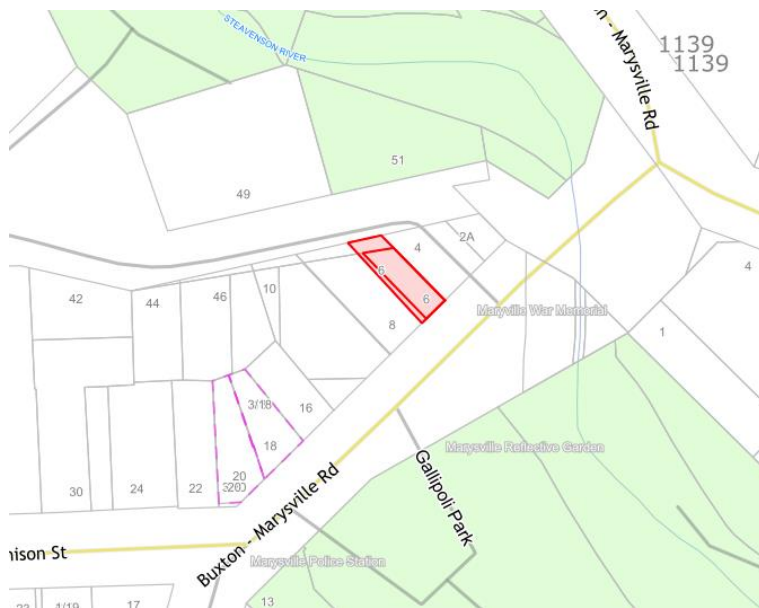 STEAVENSON RIVER
1139
1139
n - Marysville Rd
51
49
2A
4
4
42
44
46
10
6
6
8
Maryville War Memorial
1
3/18
16
18
Marysville Reflective Garden
20
30
24
22
Buxton - Marysville Rd
Gallipoli Park
nison St
Marysville Police Station
13
1/19
17